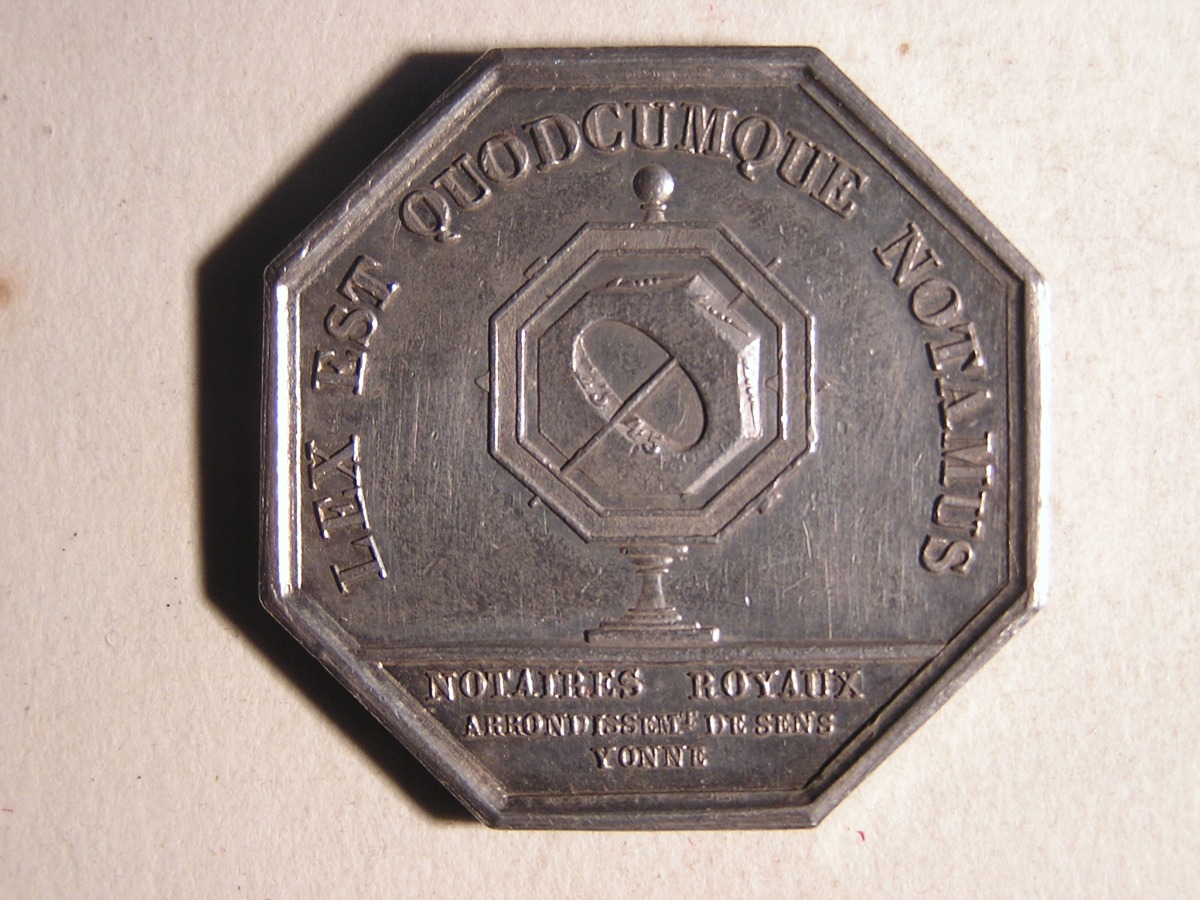 LEX EST QUODCUMQUE NOTAMUS
NOTAIRES ROYAUX
ARRONDISSEMT DE SENS
YONNE